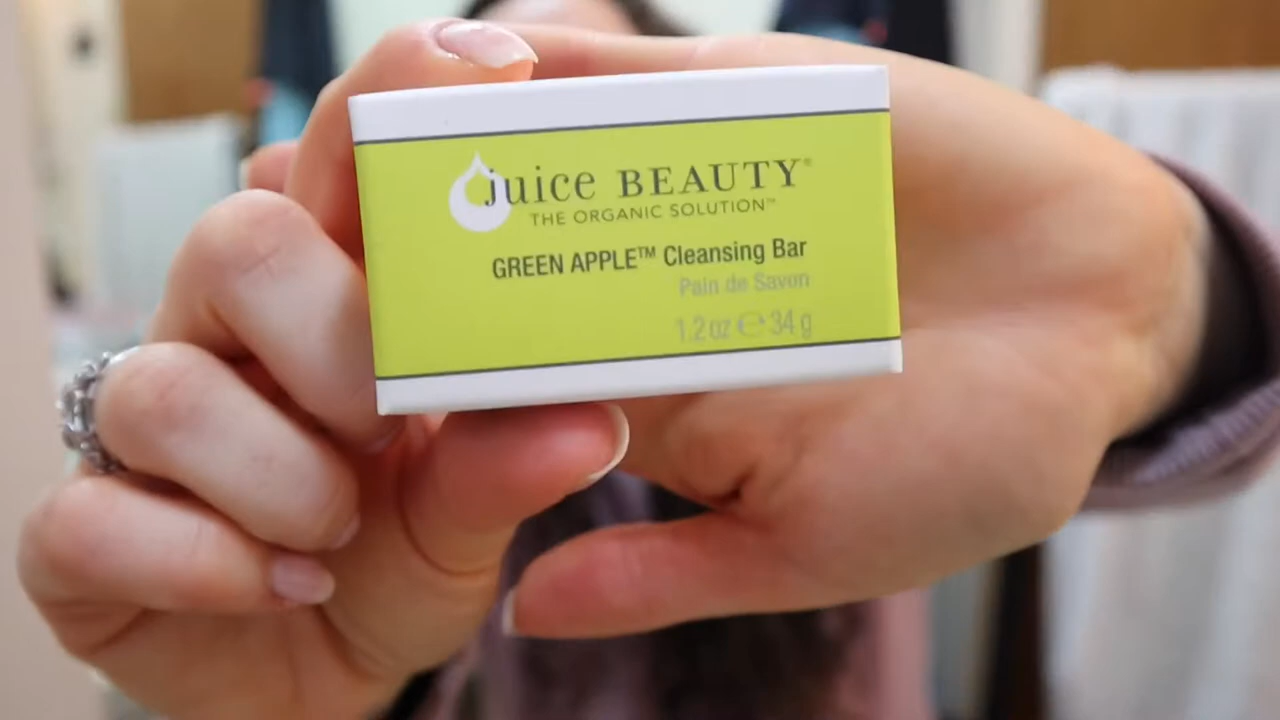 juice BEAUTY®
THE ORGANIC SOLUTION™
GREEN APPLE™ Cleansing Bar
Pain de Savon
1.2 oz ℮ 34 g